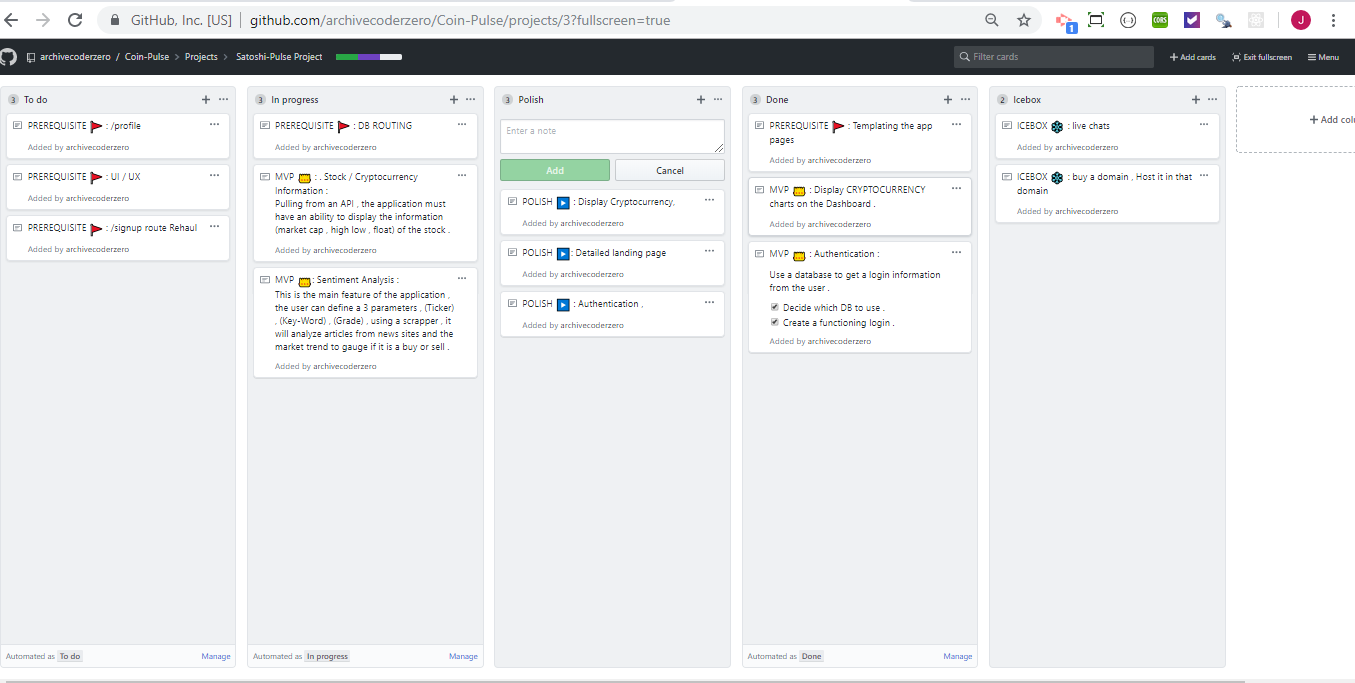 GitHub, Inc. [US] | github.com/archivecoderzero/Coin-Pulse/projects/3?fullscreen=true
1
CORS
J
archivecoderzero / Coin-Pulse > Projects > Satoshi-Pulse Project
Filter cards
+ Add cards
Exit fullscreen
Menu
3 To do
PREREQUISITE 🚩 : /profile
Added by archivecoderzero
PREREQUISITE 🚩 : UI / UX
Added by archivecoderzero
PREREQUISITE 🚩 : /signup route Rehaul
Added by archivecoderzero
Automated as To do
Manage
3 In progress
PREREQUISITE 🚩 : DB ROUTING
Added by archivecoderzero
MVP : . Stock / Cryptocurrency
Information :
Pulling from an API , the application must
have an ability to display the information
(market cap , high low , float) of the stock .
Added by archivecoderzero
MVP : Sentiment Analysis :
This is the main feature of the application ,
the user can define a 3 parameters , (Ticker)
, (Key-Word) , (Grade) , using a scrapper , it
will analyze articles from news sites and the
market trend to gauge if it is a buy or sell .
Added by archivecoderzero
Automated as In progress
Manage
3 Polish
Enter a note
Add
Cancel
POLISH ▶️ : Display Cryptocurrency,
Added by archivecoderzero
POLISH ▶️ : Detailed landing page
Added by archivecoderzero
POLISH ▶️ : Authentication ,
Added by archivecoderzero
3 Done
PREREQUISITE 🚩 : Templating the app
pages
Added by archivecoderzero
MVP : Display CRYPTOCURRENCY
charts on the Dashboard .
Added by archivecoderzero
MVP : Authentication :
Use a database to get a login information
from the user .
Decide which DB to use .
Create a functioning login .
Added by archivecoderzero
Automated as Done
Manage
2 Icebox
ICEBOX : live chats
Added by archivecoderzero
ICEBOX : buy a domain , Host it in that
domain
Added by archivecoderzero
+ Add colu